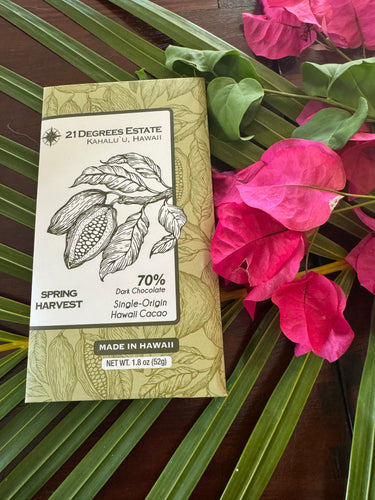 21 DEGREES ESTATE
KAHALU`U, HAWAII
70%
Dark Chocolate
SPRING
HARVEST
Single-Origin
Hawaii Cacao
MADE IN HAWAII
NET WT. 1.8 oz (52g)